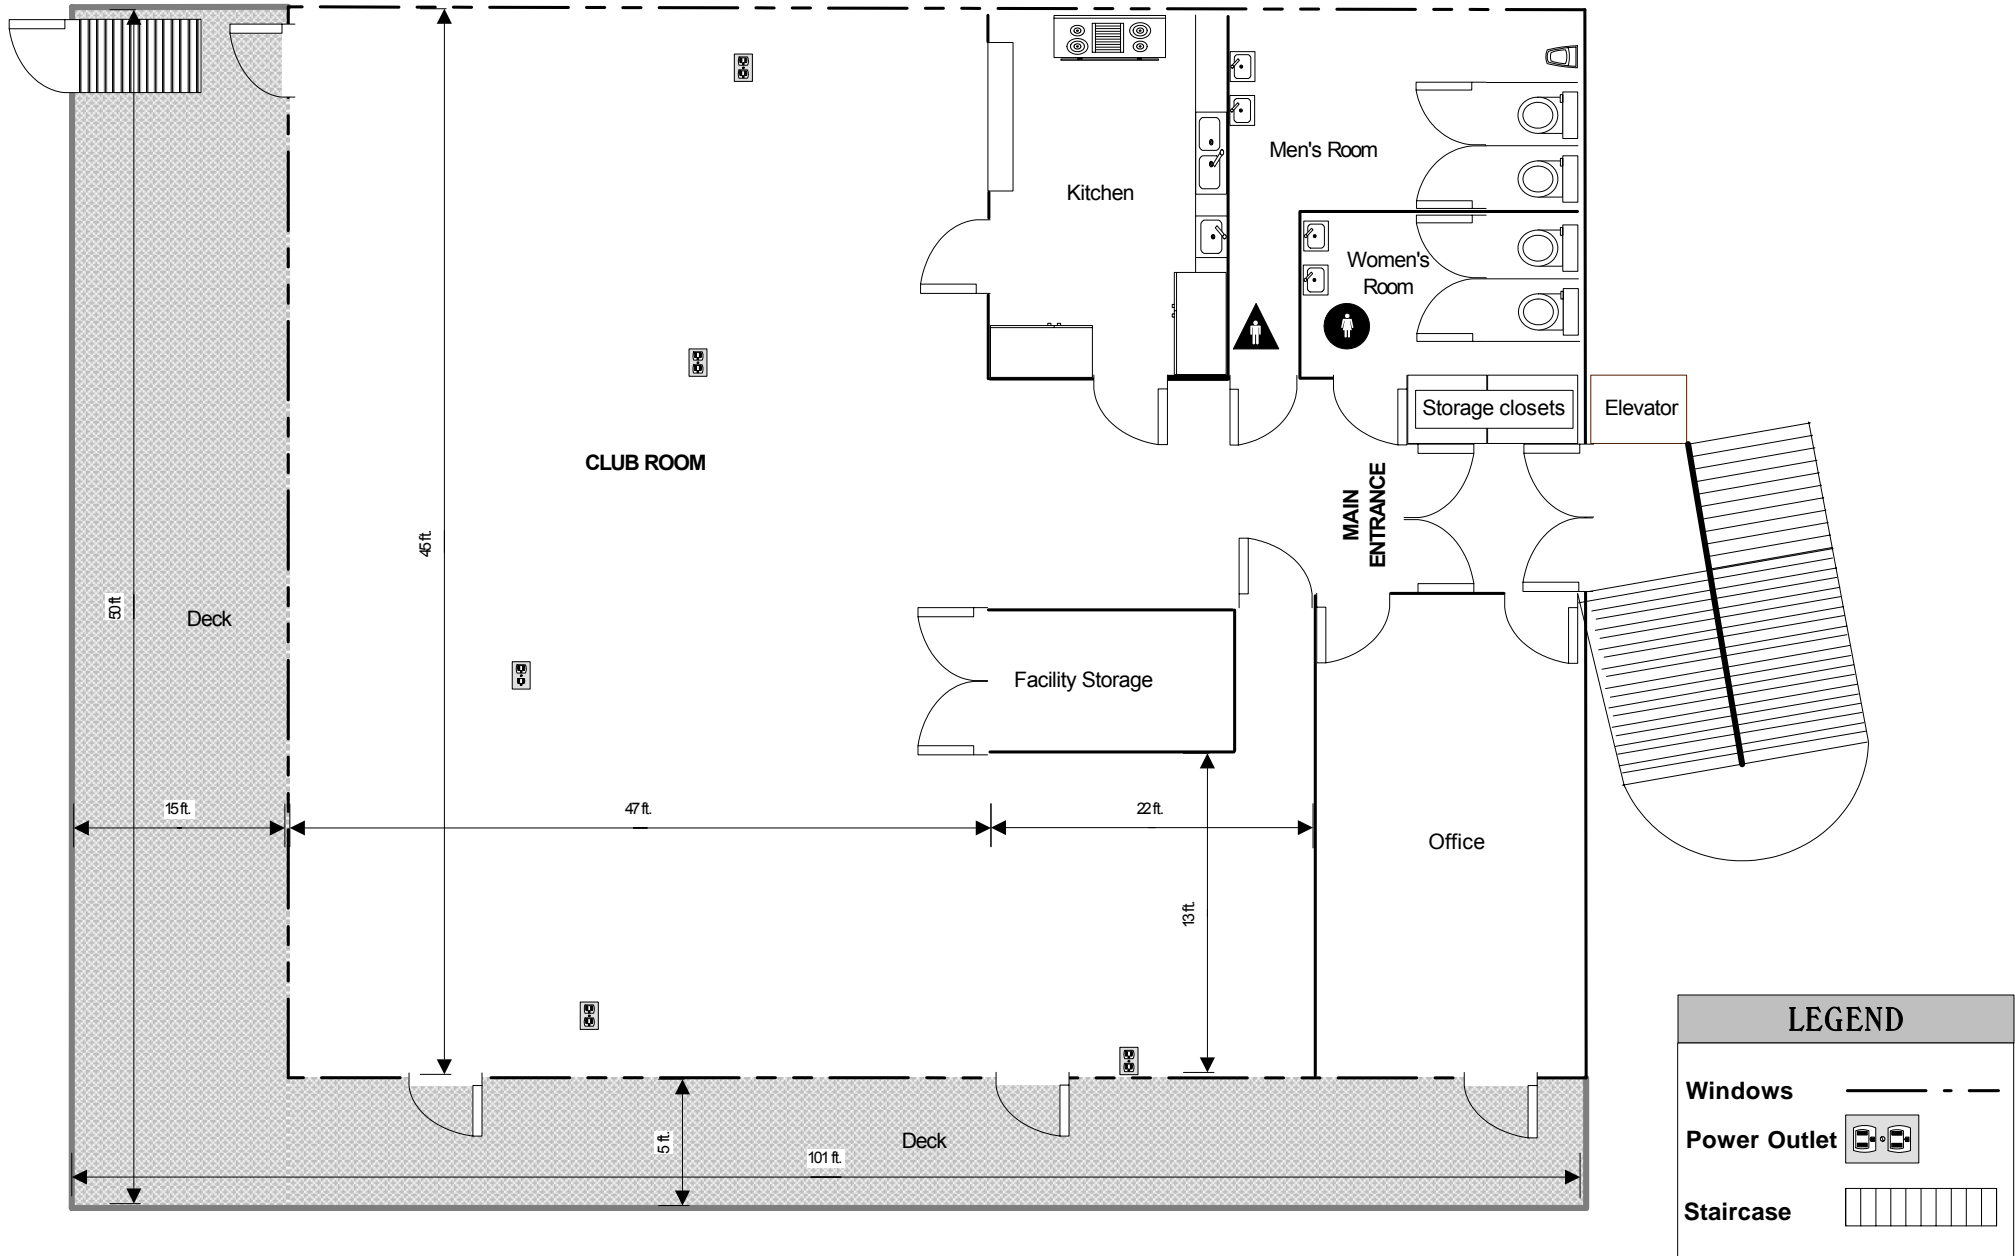 Men's Room
Kitchen
Women's
Room
Storage closets
Elevator
CLUB ROOM
MAIN
ENTRANCE
45 ft.
50 ft
Deck
Facility Storage
15 ft.
47 ft.
22 ft.
Office
13 ft.
LEGEND
Windows
Power Outlet
Staircase
5 ft.
Deck
101 ft.